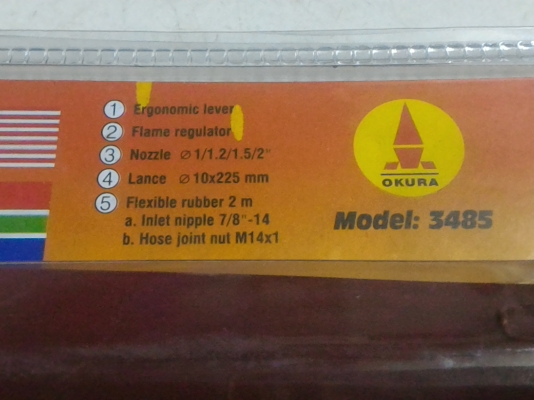 1 Ergonomic lever
2 Flame regulator
3 Nozzle ⌀1/1.2/1.5/2"
4 Lance ⌀10x225 mm
5 Flexible rubber 2 m
a. Inlet nipple 7/8"-14
b. Hose joint nut M14x1
OKURA
Model: 3485